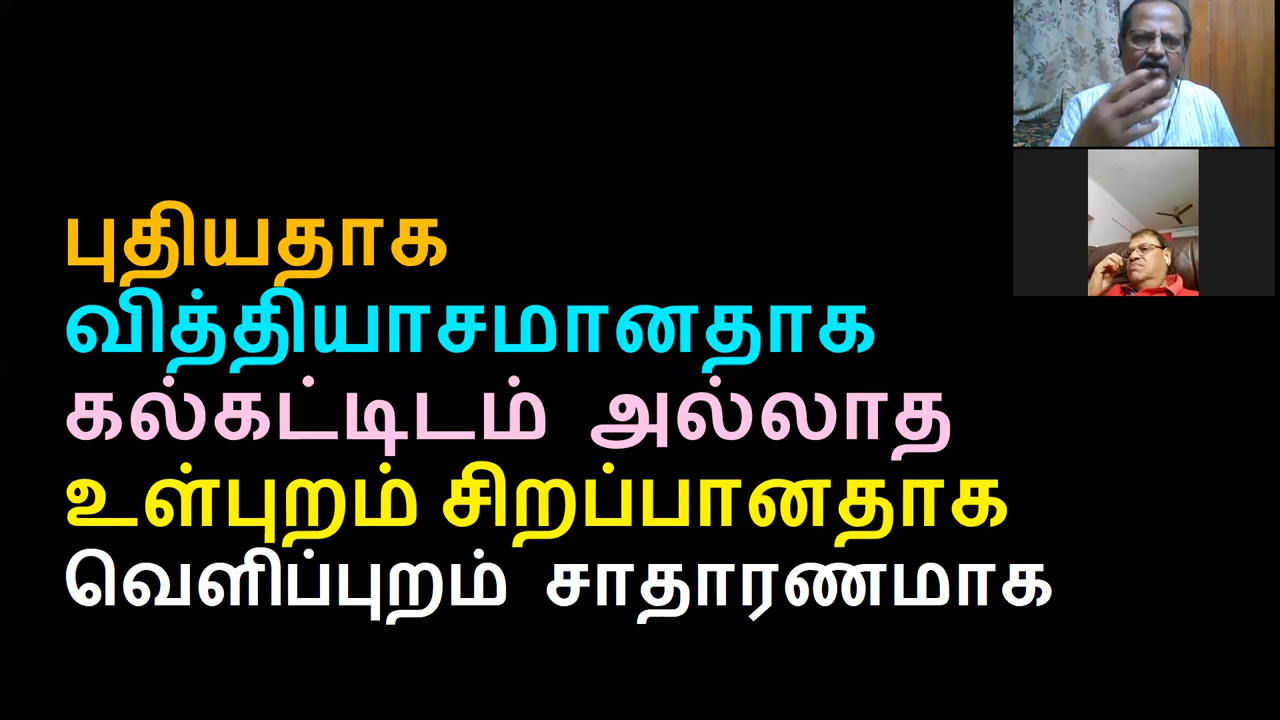 புதியதாக
வித்தியாசமானதாக
கல்கட்டிடம் அல்லாத
உள்புறம் சிறப்பானதாக
வெளிப்புறம் சாதாரணமாக